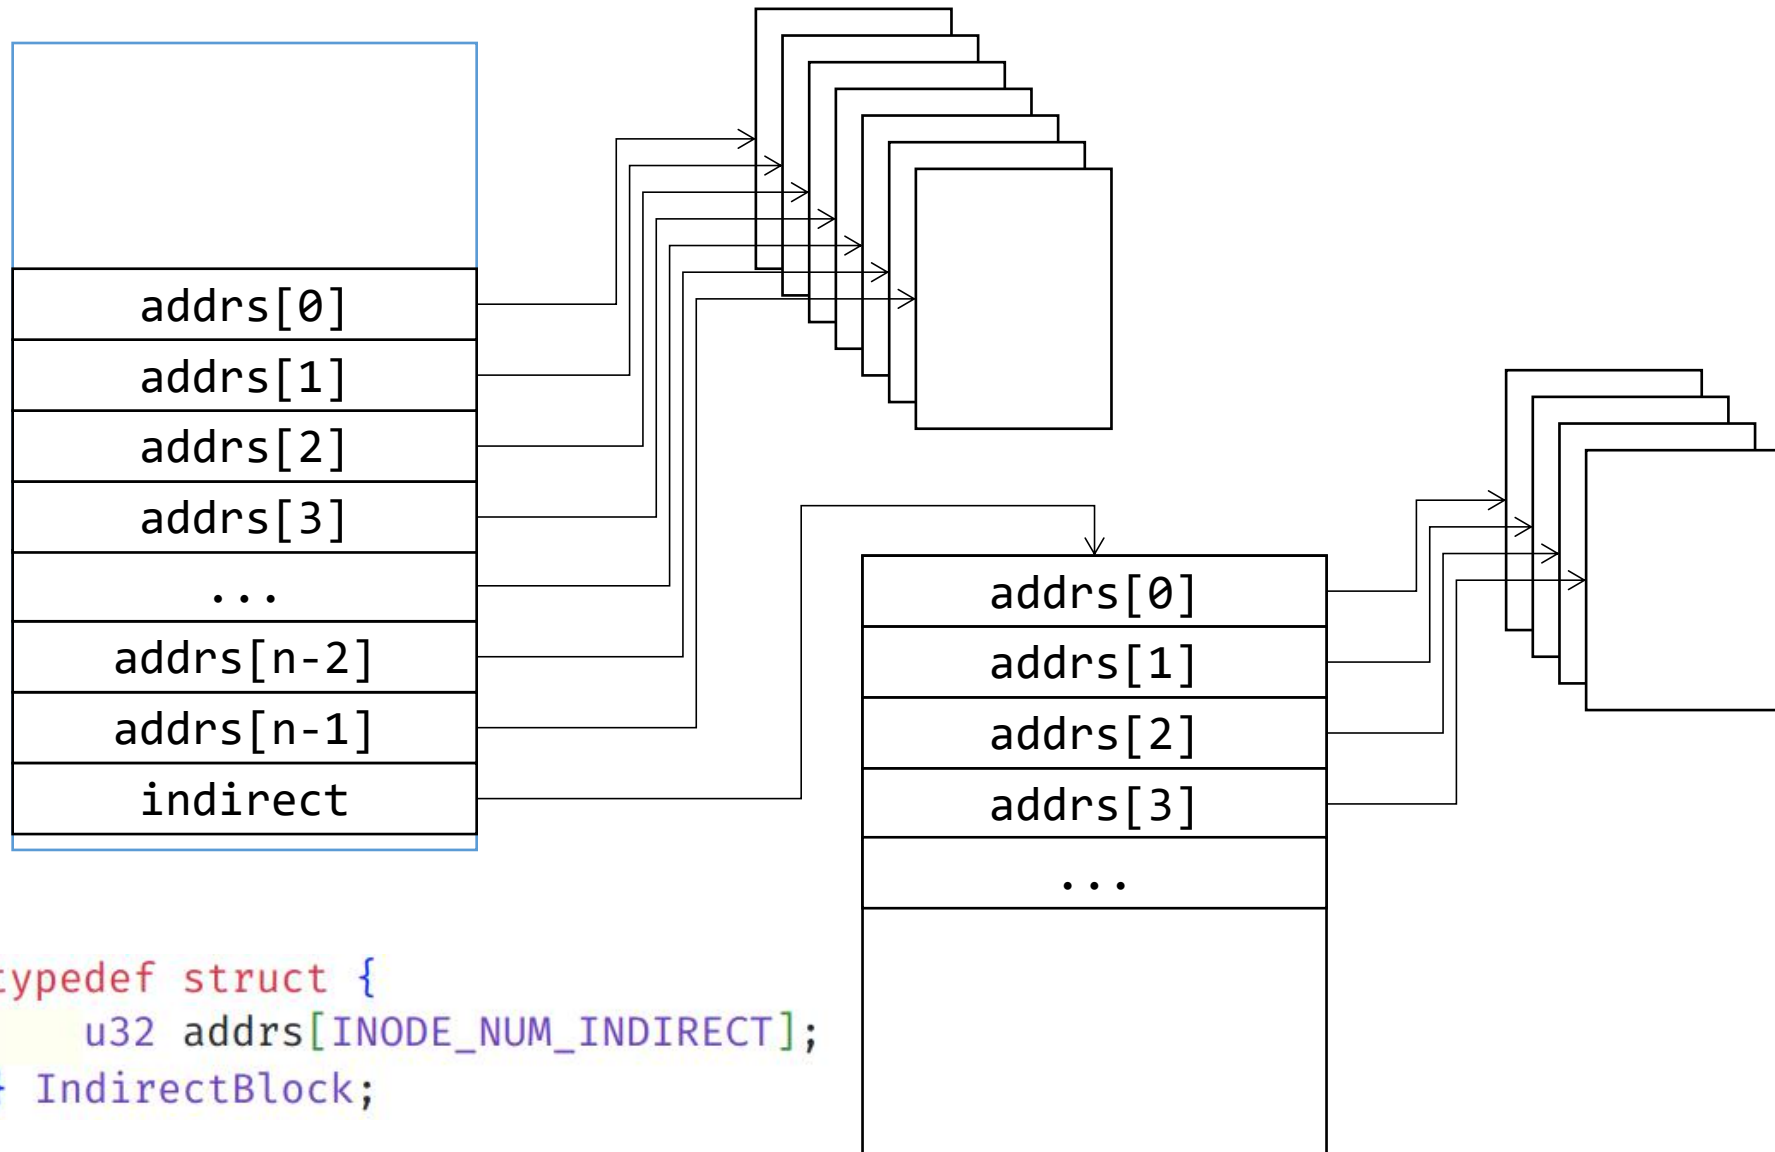 addrs[0]
addrs[1]
addrs[2]
addrs[3]
...
addrs[n-2]
addrs[n-1]
indirect
addrs[0]
addrs[1]
addrs[2]
addrs[3]
...
typedef struct {
u32 addrs[INODE_NUM_INDIRECT];
} IndirectBlock;